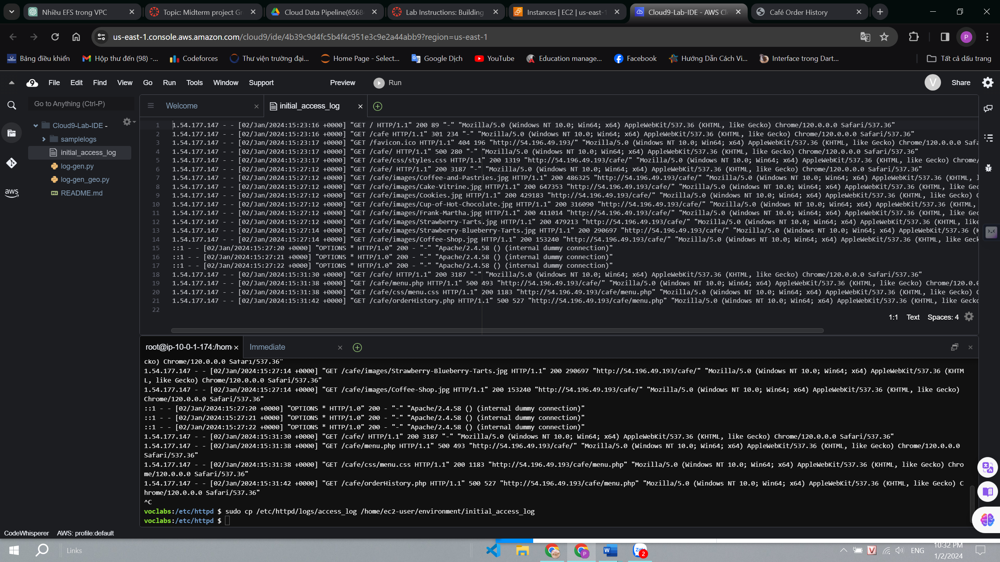 Nhiều EFS trong VPC
Topic: Midterm project Gr
Cloud Data Pipeline(6568
Lab Instructions: Building
Instances | EC2 | us-east-1
Cloud9-Lab-IDE - AWS Cl
Café Order History
us-east-1.console.aws.amazon.com/cloud9/ide/4b39c9d4fc5b4f4c951e3c9e2a44abb9?region=us-east-1
P
Bảng điều khiển
Hộp thư đến (98) -...
Codeforces
Thư viện trường đại...
Home Page - Select...
Google Dịch
YouTube
Education manage...
Facebook
Hướng Dẫn Cách Vi...
Interface trong Dart...
Tất cả dấu trang
File Edit Find View Go Run Tools Window Support Preview Run
V Share
Go to Anything (Ctrl-P)
Cloud9-Lab-IDE -
samplelogs
initial_access_log
log-gen.py
log-gen_geo.py
README.md
aws
Welcome
initial_access_log
1 1.54.177.147 - - [02/Jan/2024:15:23:16 +0000] "GET / HTTP/1.1" 200 89 "-" "Mozilla/5.0 (Windows NT 10.0; Win64; x64) AppleWebKit/537.36 (KHTML, like Gecko) Chrome/120.0.0.0 Safari/537.36"
2 1.54.177.147 - - [02/Jan/2024:15:23:16 +0000] "GET /cafe HTTP/1.1" 301 234 "-" "Mozilla/5.0 (Windows NT 10.0; Win64; x64) AppleWebKit/537.36 (KHTML, like Gecko) Chrome/120.0.0.0 Safari/537.36"
3 1.54.177.147 - - [02/Jan/2024:15:23:17 +0000] "GET /favicon.ico HTTP/1.1" 404 196 "http://54.196.49.193/" "Mozilla/5.0 (Windows NT 10.0; Win64; x64) AppleWebKit/537.36 (KHTML, like Gecko) Chrome/120.0.0.0 Safa
4 1.54.177.147 - - [02/Jan/2024:15:23:17 +0000] "GET /cafe/ HTTP/1.1" 500 280 "-" "Mozilla/5.0 (Windows NT 10.0; Win64; x64) AppleWebKit/537.36 (KHTML, like Gecko) Chrome/120.0.0.0 Safari/537.36"
5 1.54.177.147 - - [02/Jan/2024:15:23:17 +0000] "GET /cafe/css/styles.css HTTP/1.1" 200 1319 "http://54.196.49.193/cafe/" "Mozilla/5.0 (Windows NT 10.0; Win64; x64) AppleWebKit/537.36 (KHTML, like Gecko) Chrome/
6 1.54.177.147 - - [02/Jan/2024:15:27:12 +0000] "GET /cafe/ HTTP/1.1" 200 3187 "-" "Mozilla/5.0 (Windows NT 10.0; Win64; x64) AppleWebKit/537.36 (KHTML, like Gecko) Chrome/120.0.0.0 Safari/537.36"
7 1.54.177.147 - - [02/Jan/2024:15:27:12 +0000] "GET /cafe/images/Coffee-and-Pastries.jpg HTTP/1.1" 200 486325 "http://54.196.49.193/cafe/" "Mozilla/5.0 (Windows NT 10.0; Win64; x64) AppleWebKit/537.36 (KHTML, l
8 1.54.177.147 - - [02/Jan/2024:15:27:12 +0000] "GET /cafe/images/Cake-Vitrine.jpg HTTP/1.1" 200 647353 "http://54.196.49.193/cafe/" "Mozilla/5.0 (Windows NT 10.0; Win64; x64) AppleWebKit/537.36 (KHTML, like Gec
9 1.54.177.147 - - [02/Jan/2024:15:27:12 +0000] "GET /cafe/images/Cookies.jpg HTTP/1.1" 200 429183 "http://54.196.49.193/cafe/" "Mozilla/5.0 (Windows NT 10.0; Win64; x64) AppleWebKit/537.36 (KHTML, like Gecko) C
10 1.54.177.147 - - [02/Jan/2024:15:27:12 +0000] "GET /cafe/images/Cup-of-Hot-Chocolate.jpg HTTP/1.1" 200 316090 "http://54.196.49.193/cafe/" "Mozilla/5.0 (Windows NT 10.0; Win64; x64) AppleWebKit/537.36 (KHTML,
11 1.54.177.147 - - [02/Jan/2024:15:27:12 +0000] "GET /cafe/images/Frank-Martha.jpg HTTP/1.1" 200 411014 "http://54.196.49.193/cafe/" "Mozilla/5.0 (Windows NT 10.0; Win64; x64) AppleWebKit/537.36 (KHTML, like Gec
12 1.54.177.147 - - [02/Jan/2024:15:27:12 +0000] "GET /cafe/images/Strawberry-Tarts.jpg HTTP/1.1" 200 479213 "http://54.196.49.193/cafe/" "Mozilla/5.0 (Windows NT 10.0; Win64; x64) AppleWebKit/537.36 (KHTML, like
13 1.54.177.147 - - [02/Jan/2024:15:27:14 +0000] "GET /cafe/images/Strawberry-Blueberry-Tarts.jpg HTTP/1.1" 200 290697 "http://54.196.49.193/cafe/" "Mozilla/5.0 (Windows NT 10.0; Win64; x64) AppleWebKit/537.36 (K
14 1.54.177.147 - - [02/Jan/2024:15:27:14 +0000] "GET /cafe/images/Coffee-Shop.jpg HTTP/1.1" 200 153240 "http://54.196.49.193/cafe/" "Mozilla/5.0 (Windows NT 10.0; Win64; x64) AppleWebKit/537.36 (KHTML, like Geck
15 ::1 - - [02/Jan/2024:15:27:20 +0000] "OPTIONS * HTTP/1.0" 200 - "-" "Apache/2.4.58 () (internal dummy connection)"
16 ::1 - - [02/Jan/2024:15:27:21 +0000] "OPTIONS * HTTP/1.0" 200 - "-" "Apache/2.4.58 () (internal dummy connection)"
17 ::1 - - [02/Jan/2024:15:27:22 +0000] "OPTIONS * HTTP/1.0" 200 - "-" "Apache/2.4.58 () (internal dummy connection)"
18 1.54.177.147 - - [02/Jan/2024:15:31:30 +0000] "GET /cafe/ HTTP/1.1" 200 3187 "-" "Mozilla/5.0 (Windows NT 10.0; Win64; x64) AppleWebKit/537.36 (KHTML, like Gecko) Chrome/120.0.0.0 Safari/537.36"
19 1.54.177.147 - - [02/Jan/2024:15:31:38 +0000] "GET /cafe/menu.php HTTP/1.1" 500 493 "http://54.196.49.193/cafe/" "Mozilla/5.0 (Windows NT 10.0; Win64; x64) AppleWebKit/537.36 (KHTML, like Gecko) Chrome/120.0.0
20 1.54.177.147 - - [02/Jan/2024:15:31:38 +0000] "GET /cafe/css/menu.css HTTP/1.1" 200 1183 "http://54.196.49.193/cafe/menu.php" "Mozilla/5.0 (Windows NT 10.0; Win64; x64) AppleWebKit/537.36 (KHTML, like Gecko) C
21 1.54.177.147 - - [02/Jan/2024:15:31:42 +0000] "GET /cafe/orderHistory.php HTTP/1.1" 500 527 "http://54.196.49.193/cafe/menu.php" "Mozilla/5.0 (Windows NT 10.0; Win64; x64) AppleWebKit/537.36 (KHTML, like Gecko
22
1:1 Text Spaces: 4
root@ip-10-0-1-174:/hom
Immediate
cko) Chrome/120.0.0.0 Safari/537.36"
1.54.177.147 - - [02/Jan/2024:15:27:14 +0000] "GET /cafe/images/Strawberry-Blueberry-Tarts.jpg HTTP/1.1" 200 290697 "http://54.196.49.193/cafe/" "Mozilla/5.0 (Windows NT 10.0; Win64; x64) AppleWebKit/537.36 (KHTM
L, like Gecko) Chrome/120.0.0.0 Safari/537.36"
1.54.177.147 - - [02/Jan/2024:15:27:14 +0000] "GET /cafe/images/Coffee-Shop.jpg HTTP/1.1" 200 153240 "http://54.196.49.193/cafe/" "Mozilla/5.0 (Windows NT 10.0; Win64; x64) AppleWebKit/537.36 (KHTML, like Gecko)
Chrome/120.0.0.0 Safari/537.36"
::1 - - [02/Jan/2024:15:27:20 +0000] "OPTIONS * HTTP/1.0" 200 - "-" "Apache/2.4.58 () (internal dummy connection)"
::1 - - [02/Jan/2024:15:27:21 +0000] "OPTIONS * HTTP/1.0" 200 - "-" "Apache/2.4.58 () (internal dummy connection)"
::1 - - [02/Jan/2024:15:27:22 +0000] "OPTIONS * HTTP/1.0" 200 - "-" "Apache/2.4.58 () (internal dummy connection)"
1.54.177.147 - - [02/Jan/2024:15:31:30 +0000] "GET /cafe/ HTTP/1.1" 200 3187 "-" "Mozilla/5.0 (Windows NT 10.0; Win64; x64) AppleWebKit/537.36 (KHTML, like Gecko) Chrome/120.0.0.0 Safari/537.36"
1.54.177.147 - - [02/Jan/2024:15:31:38 +0000] "GET /cafe/menu.php HTTP/1.1" 500 493 "http://54.196.49.193/cafe/" "Mozilla/5.0 (Windows NT 10.0; Win64; x64) AppleWebKit/537.36 (KHTML, like Gecko) Chrome/120.0.0.0
Safari/537.36"
1.54.177.147 - - [02/Jan/2024:15:31:38 +0000] "GET /cafe/css/menu.css HTTP/1.1" 200 1183 "http://54.196.49.193/cafe/menu.php" "Mozilla/5.0 (Windows NT 10.0; Win64; x64) AppleWebKit/537.36 (KHTML, like Gecko) Chro
me/120.0.0.0 Safari/537.36"
1.54.177.147 - - [02/Jan/2024:15:31:42 +0000] "GET /cafe/orderHistory.php HTTP/1.1" 500 527 "http://54.196.49.193/cafe/menu.php" "Mozilla/5.0 (Windows NT 10.0; Win64; x64) AppleWebKit/537.36 (KHTML, like Gecko) C
hrome/120.0.0.0 Safari/537.36"
^C
voclabs:/etc/httpd $ sudo cp /etc/httpd/logs/access_log /home/ec2-user/environment/initial_access_log
voclabs:/etc/httpd $
CodeWhisperer AWS: profile:default
Links
2
ENG
10:32 PM
1/2/2024